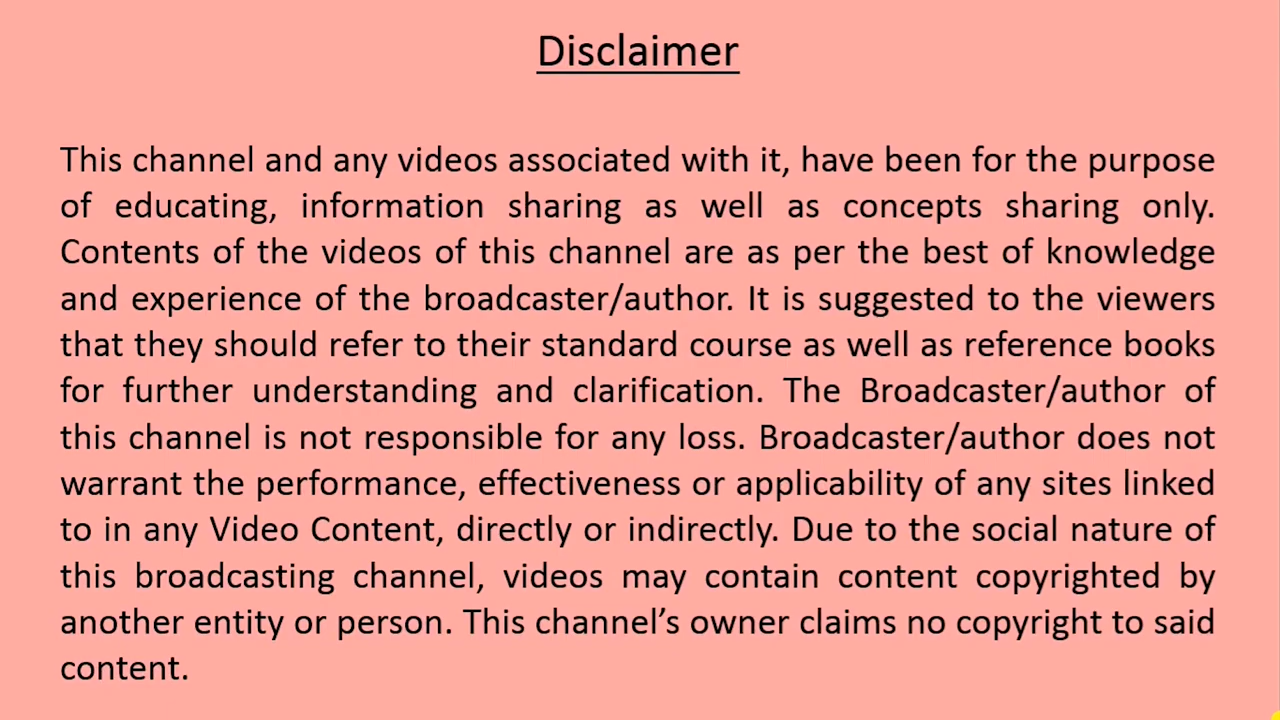 Disclaimer
This channel and any videos associated with it, have been for the purpose
of educating, information sharing as well as concepts sharing only.
Contents of the videos of this channel are as per the best of knowledge
and experience of the broadcaster/author. It is suggested to the viewers
that they should refer to their standard course as well as reference books
for further understanding and clarification. The Broadcaster/author of
this channel is not responsible for any loss. Broadcaster/author does not
warrant the performance, effectiveness or applicability of any sites linked
to in any Video Content, directly or indirectly. Due to the social nature of
this broadcasting channel, videos may contain content copyrighted by
another entity or person. This channel’s owner claims no copyright to said
content.